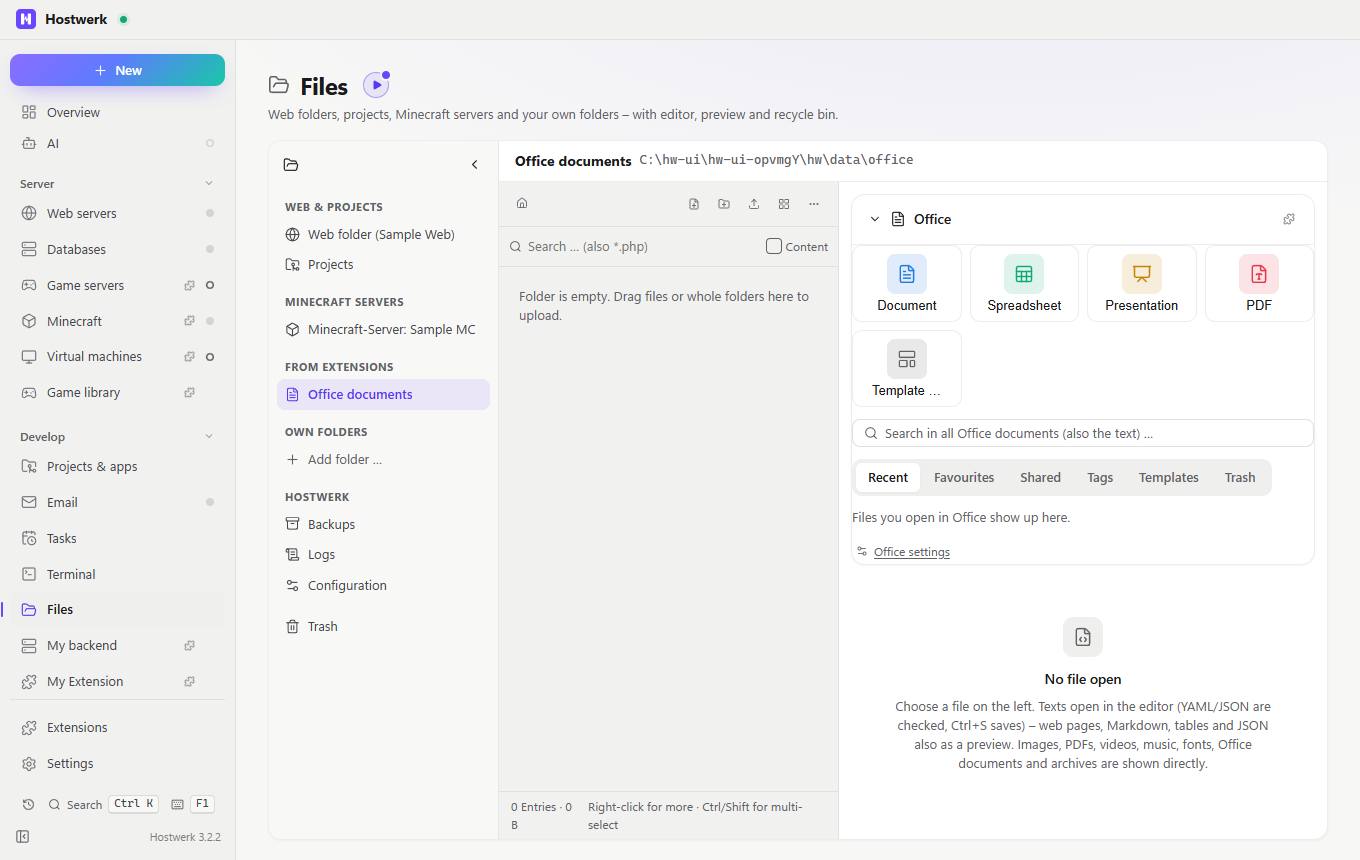 Hostwerk
New
Overview
AI
Server
Web servers
Databases
Game servers
Minecraft
Virtual machines
Game library
Develop
Projects & apps
Email
Tasks
Terminal
Files
My backend
My Extension
Extensions
Settings
Search Ctrl K F1
Hostwerk 3.2.2
Files
Web folders, projects, Minecraft servers and your own folders – with editor, preview and recycle bin.
WEB & PROJECTS
Web folder (Sample Web)
Projects
MINECRAFT SERVERS
Minecraft-Server: Sample MC
FROM EXTENSIONS
Office documents
OWN FOLDERS
Add folder ...
HOSTWERK
Backups
Logs
Configuration
Trash
Office documents C:\hw-ui\hw-ui-opvmgY\hw\data\office
Search ... (also *.php) Content
Folder is empty. Drag files or whole folders here to
upload.
0 Entries · 0
B
Right-click for more · Ctrl/Shift for multi-
select
Office
Document Spreadsheet Presentation PDF
Template ...
Search in all Office documents (also the text) ...
Recent Favourites Shared Tags Templates Trash
Files you open in Office show up here.
Office settings
No file open
Choose a file on the left. Texts open in the editor (YAML/JSON are
checked, Ctrl+S saves) – web pages, Markdown, tables and JSON
also as a preview. Images, PDFs, videos, music, fonts, Office
documents and archives are shown directly.